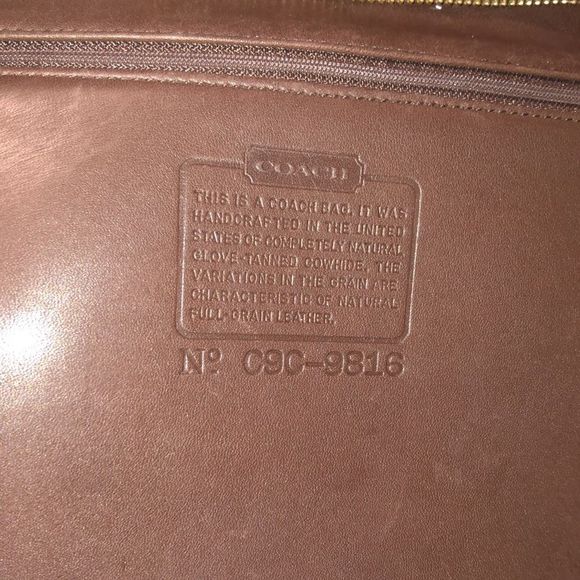 COACH
THIS IS A COACH BAG. IT WAS
HANDCRAFTED IN THE UNITED
STATES OF COMPLETELY NATURAL
GLOVE-TANNED COWHIDE. THE
VARIATIONS IN THE GRAIN ARE
CHARACTERISTIC OF NATURAL
FULL-GRAIN LEATHER.
Nº C9C-9816